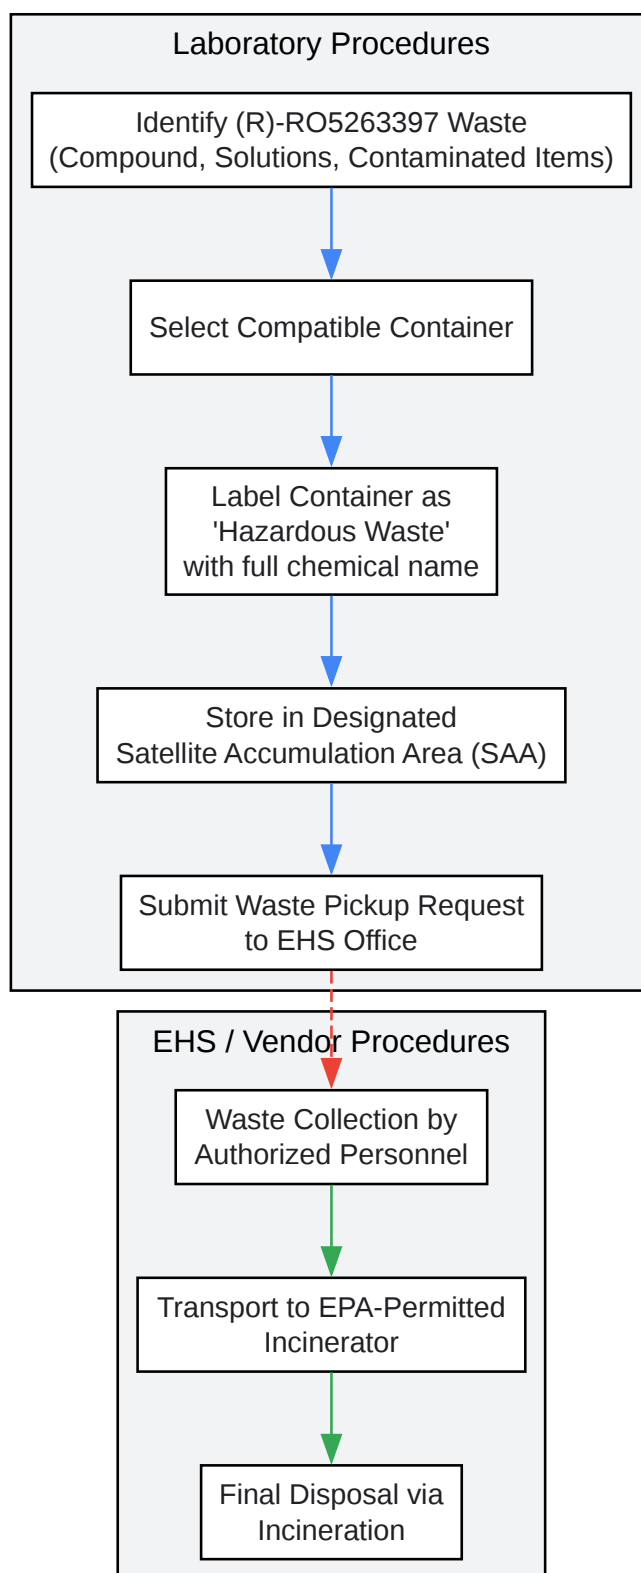 Laboratory Procedures
Identify (R)-RO5263397 Waste
(Compound, Solutions, Contaminated Items)
Select Compatible Container
Label Container as
'Hazardous Waste'
with full chemical name
Store in Designated
Satellite Accumulation Area (SAA)
Submit Waste Pickup Request
to EHS Office
EHS / Vendor Procedures
Waste Collection by
Authorized Personnel
Transport to EPA-Permitted
Incinerator
Final Disposal via
Incineration